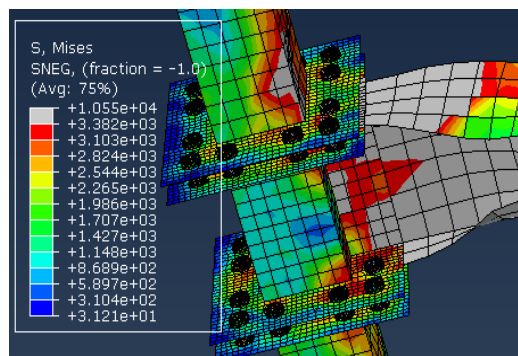 S, Mises
SNEG, (fraction = -1.0)
(Avg: 75%)
+1.055e+04
+3.382e+03
+3.103e+03
+2.824e+03
+2.544e+03
+2.265e+03
+1.986e+03
+1.707e+03
+1.427e+03
+1.148e+03
+8.689e+02
+5.897e+02
+3.104e+02
+3.121e+01